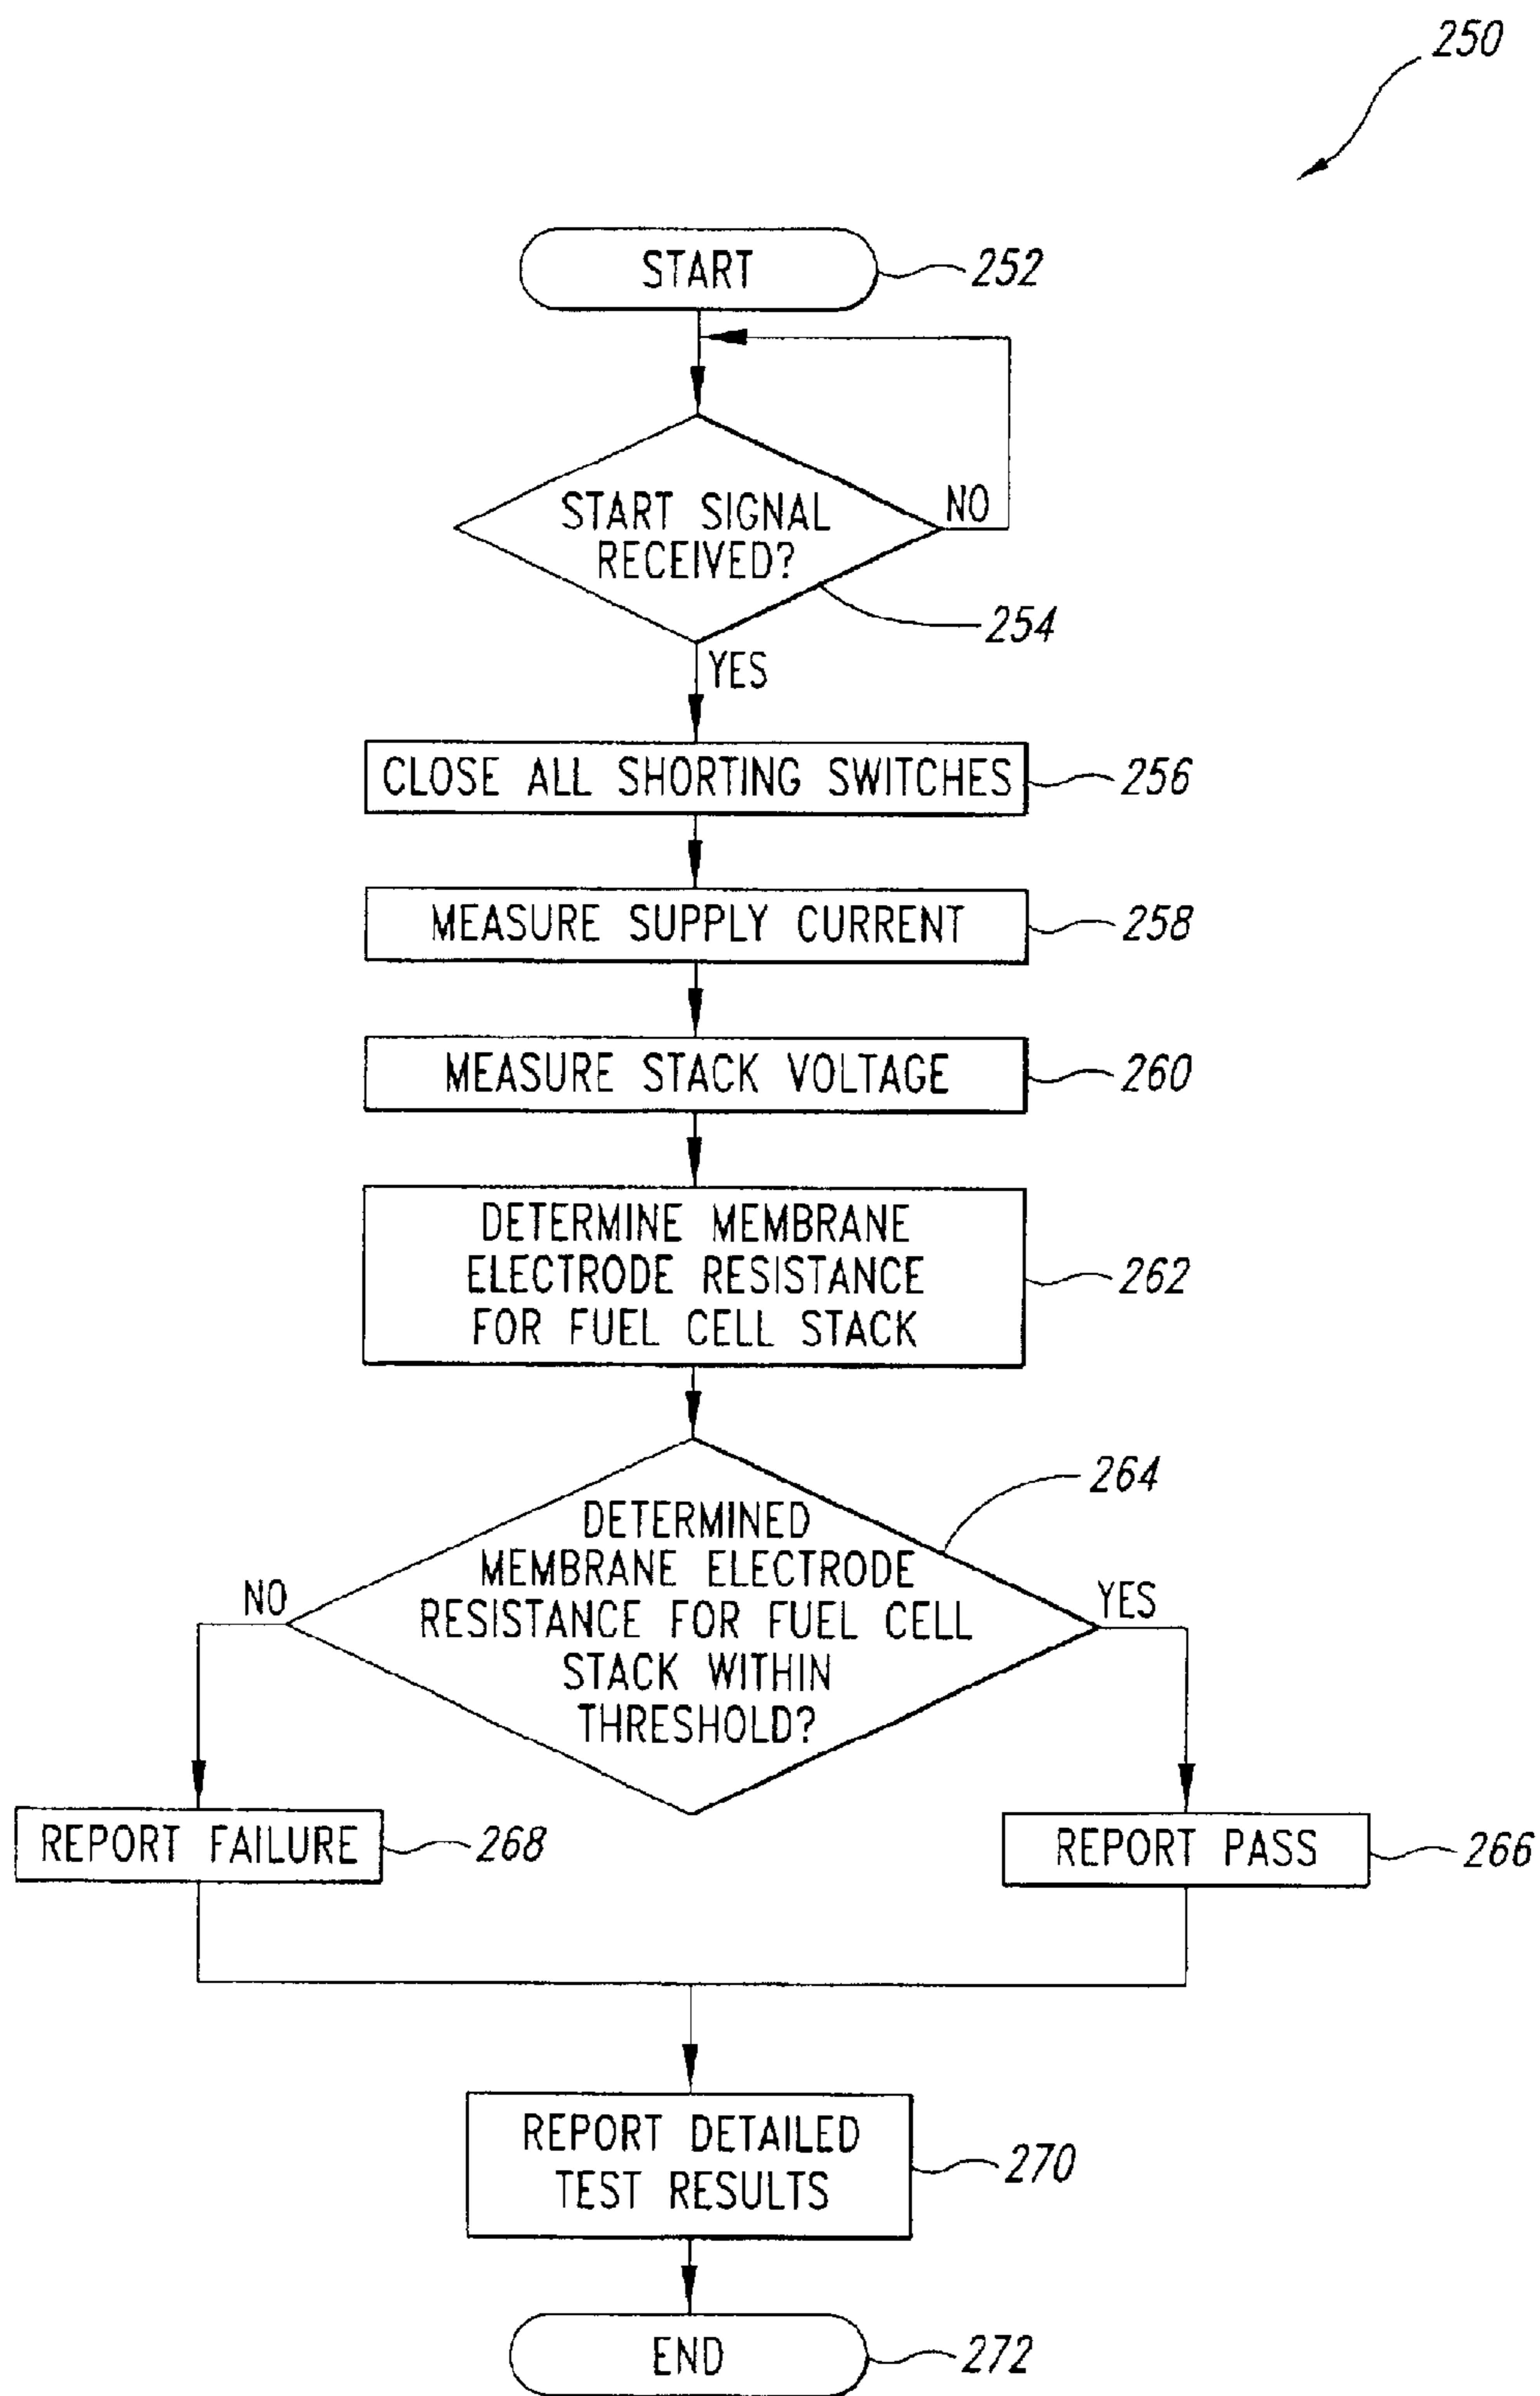 250
START
252
START SIGNAL
RECEIVED?
NO
254
YES
CLOSE ALL SHORTING SWITCHES
256
MEASURE SUPPLY CURRENT
258
MEASURE STACK VOLTAGE
260
DETERMINE MEMBRANE
ELECTRODE RESISTANCE
FOR FUEL CELL STACK
262
264
DETERMINED
MEMBRANE ELECTRODE
RESISTANCE FOR FUEL CELL
STACK WITHIN
THRESHOLD?
NO
YES
REPORT FAILURE
268
REPORT PASS
266
REPORT DETAILED
TEST RESULTS
270
END
272